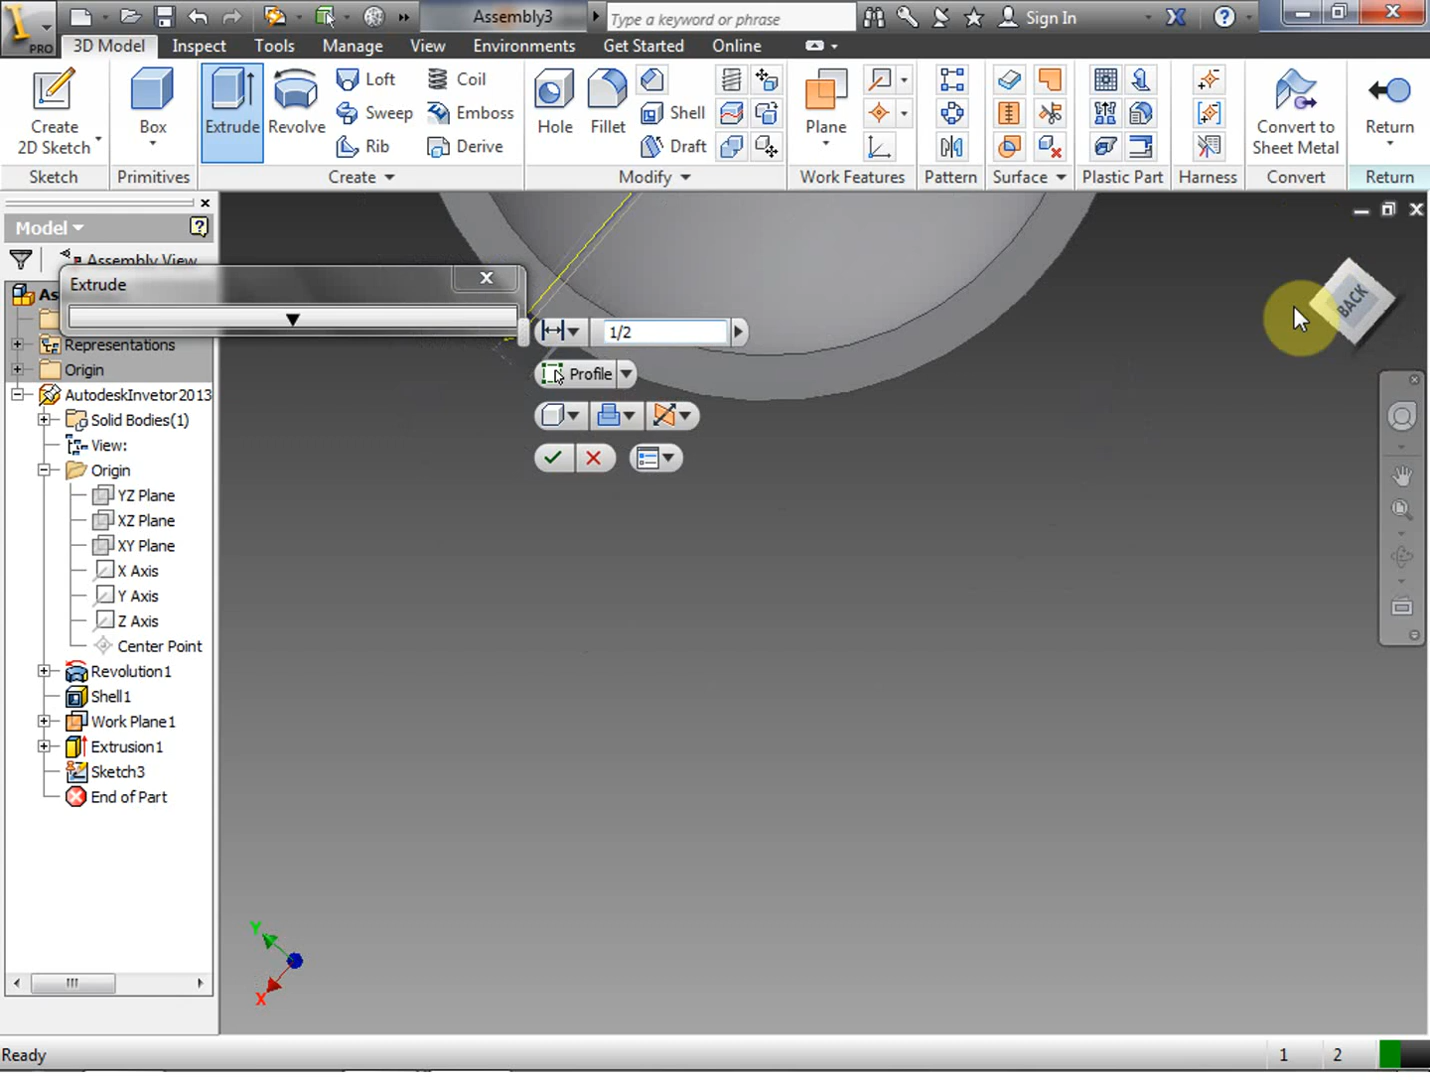 PRO
Assembly3
Type a keyword or phrase
Sign In
3D Model
Inspect
Tools
Manage
View
Environments
Get Started
Online
Create
2D Sketch
Box
Extrude
Revolve
Loft
Sweep
Rib
Coil
Emboss
Derive
Hole
Fillet
Shell
Draft
Plane
Convert to
Sheet Metal
Return
Sketch
Primitives
Create
Modify
Work Features
Pattern
Surface
Plastic Part
Harness
Convert
Return
Model
Assembly View
As
Extrude
1/2
Profile
BACK
Representations
Origin
AutodeskInvetor2013
Solid Bodies(1)
View:
Origin
YZ Plane
XZ Plane
XY Plane
X Axis
Y Axis
Z Axis
Center Point
Revolution1
Shell1
Work Plane1
Extrusion1
Sketch3
End of Part
Y
X
Ready
1
2